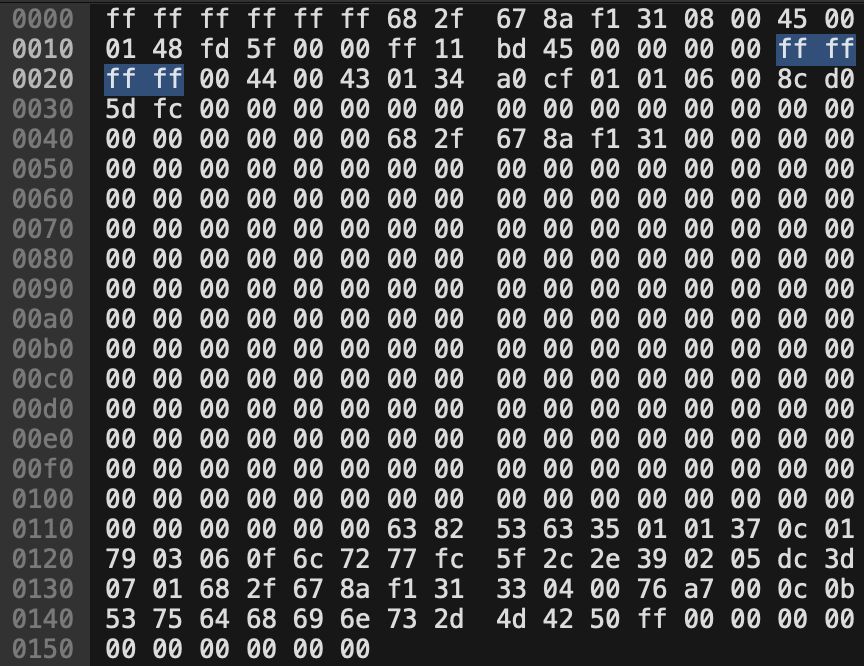 0000 ff ff ff ff ff ff 68 2f 67 8a f1 31 08 00 45 00
0010 01 48 fd 5f 00 00 ff 11 bd 45 00 00 00 00 ff ff
0020 ff ff 00 44 00 43 01 34 a0 cf 01 01 06 00 8c d0
0030 5d fc 00 00 00 00 00 00 00 00 00 00 00 00 00 00
0040 00 00 00 00 00 00 68 2f 67 8a f1 31 00 00 00 00
0050 00 00 00 00 00 00 00 00 00 00 00 00 00 00 00 00
0060 00 00 00 00 00 00 00 00 00 00 00 00 00 00 00 00
0070 00 00 00 00 00 00 00 00 00 00 00 00 00 00 00 00
0080 00 00 00 00 00 00 00 00 00 00 00 00 00 00 00 00
0090 00 00 00 00 00 00 00 00 00 00 00 00 00 00 00 00
00a0 00 00 00 00 00 00 00 00 00 00 00 00 00 00 00 00
00b0 00 00 00 00 00 00 00 00 00 00 00 00 00 00 00 00
00c0 00 00 00 00 00 00 00 00 00 00 00 00 00 00 00 00
00d0 00 00 00 00 00 00 00 00 00 00 00 00 00 00 00 00
00e0 00 00 00 00 00 00 00 00 00 00 00 00 00 00 00 00
00f0 00 00 00 00 00 00 00 00 00 00 00 00 00 00 00 00
0100 00 00 00 00 00 00 00 00 00 00 00 00 00 00 00 00
0110 00 00 00 00 00 00 63 82 53 63 35 01 01 37 0c 01
0120 79 03 06 0f 6c 72 77 fc 5f 2c 2e 39 02 05 dc 3d
0130 07 01 68 2f 67 8a f1 31 33 04 00 76 a7 00 0c 0b
0140 53 75 64 68 69 6e 73 2d 4d 42 50 ff 00 00 00 00
0150 00 00 00 00 00 00